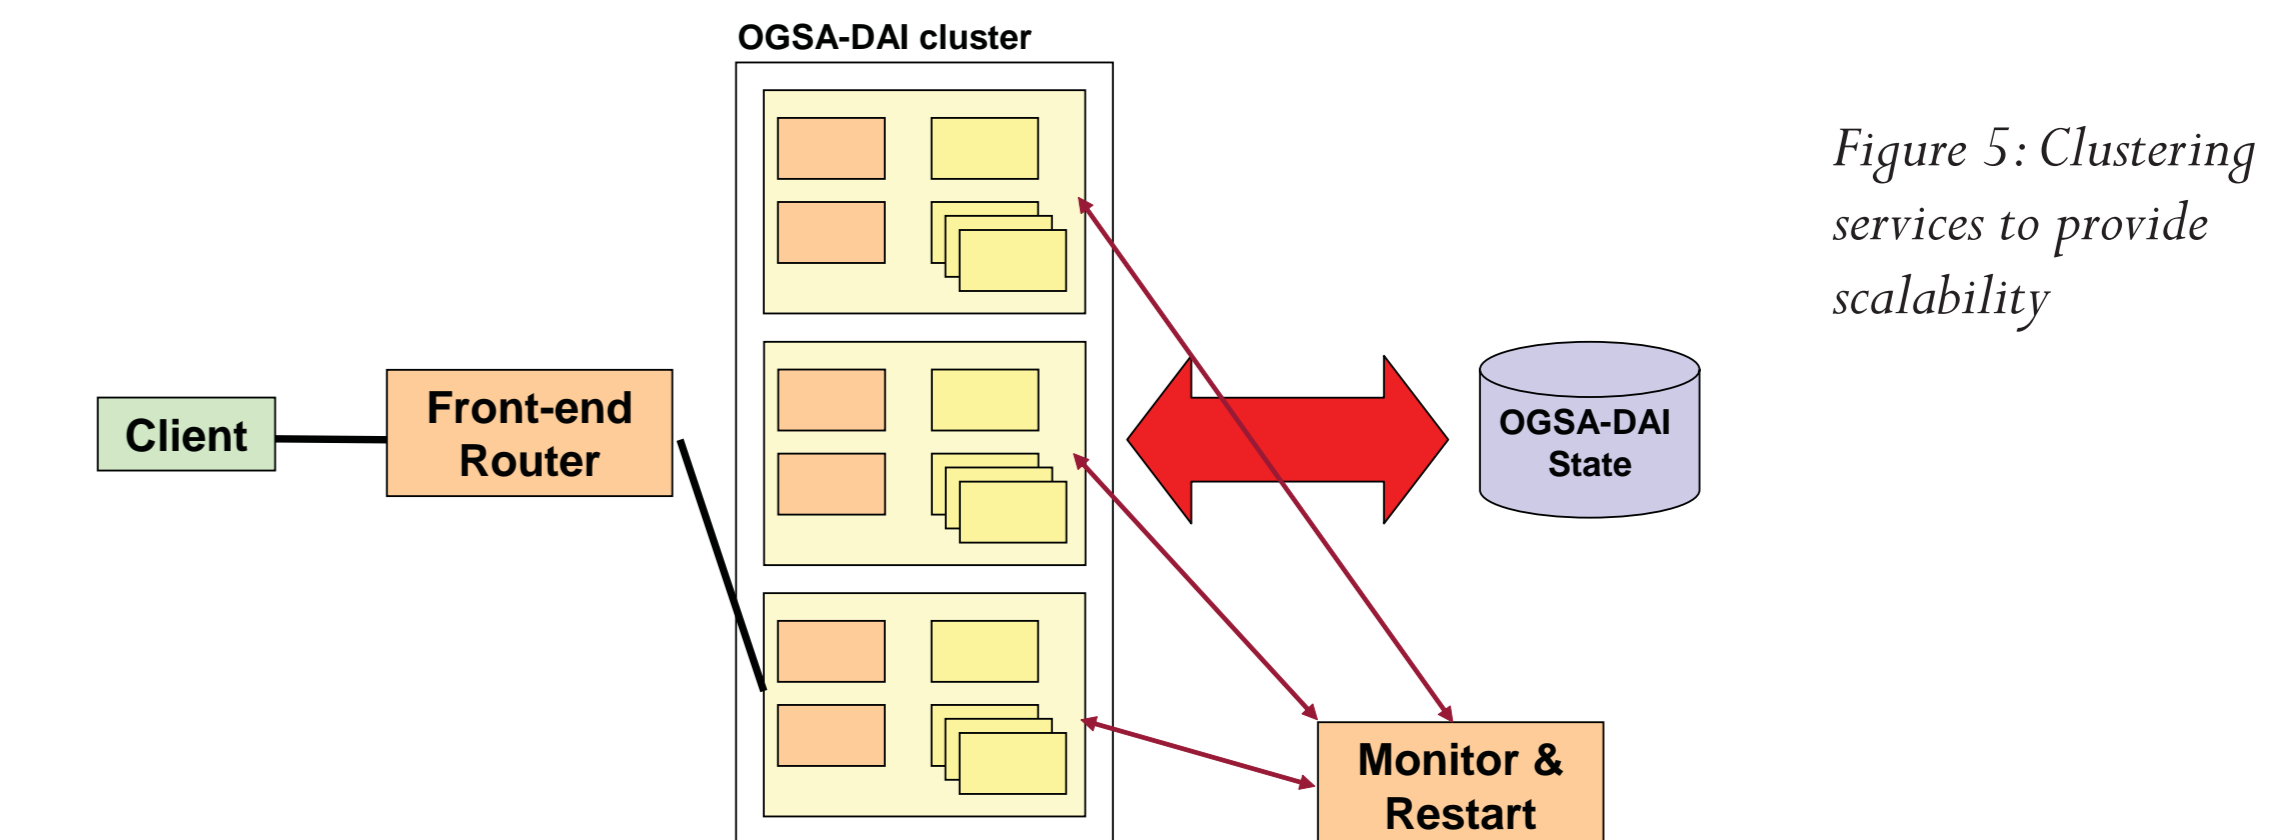 OGSA-DAI cluster
Figure 5: Clustering
services to provide
scalability
Client
Front-end
Router
OGSA-DAI
State
Monitor &
Restart